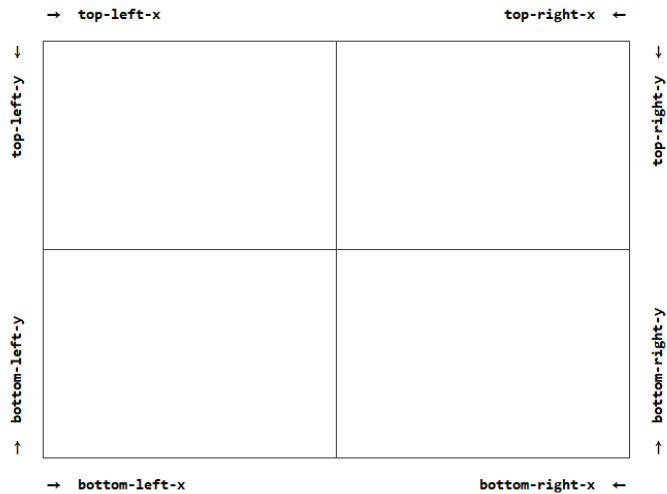 → top-left-x
top-right-x ←
top-left-y ↓
top-right-y ↓
bottom-left-y ↑
bottom-right-y ↑
→ bottom-left-x
bottom-right-x ←